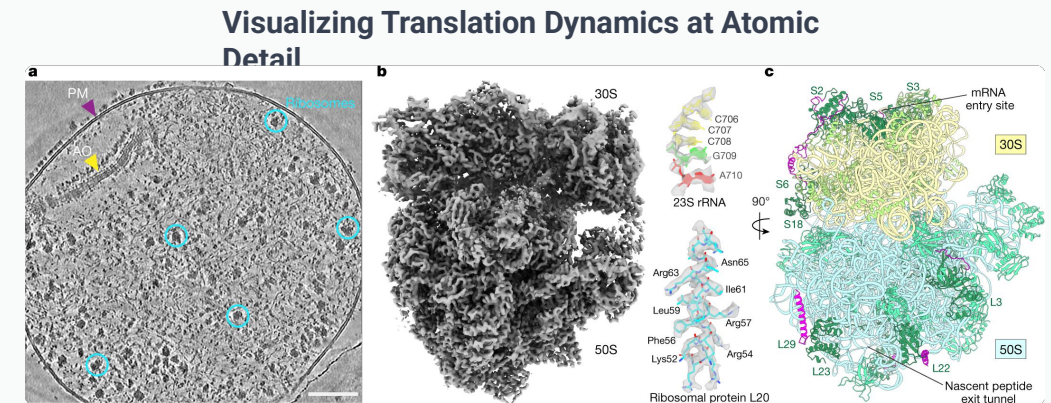 Visualizing Translation Dynamics at Atomic
Detail
a
PM
AO
Ribosomes
b
30S
50S
C706
C707
C708
G709
A710
23S rRNA
Asn65
Arg63
Ile61
Leu59
Arg57
Phe56
Arg54
Lys52
Ribosomal protein L20
90°
c
S2
S5
S3
mRNA
entry site
30S
S6
S18
L3
L29
50S
L23
L22
Nascent peptide
exit tunnel